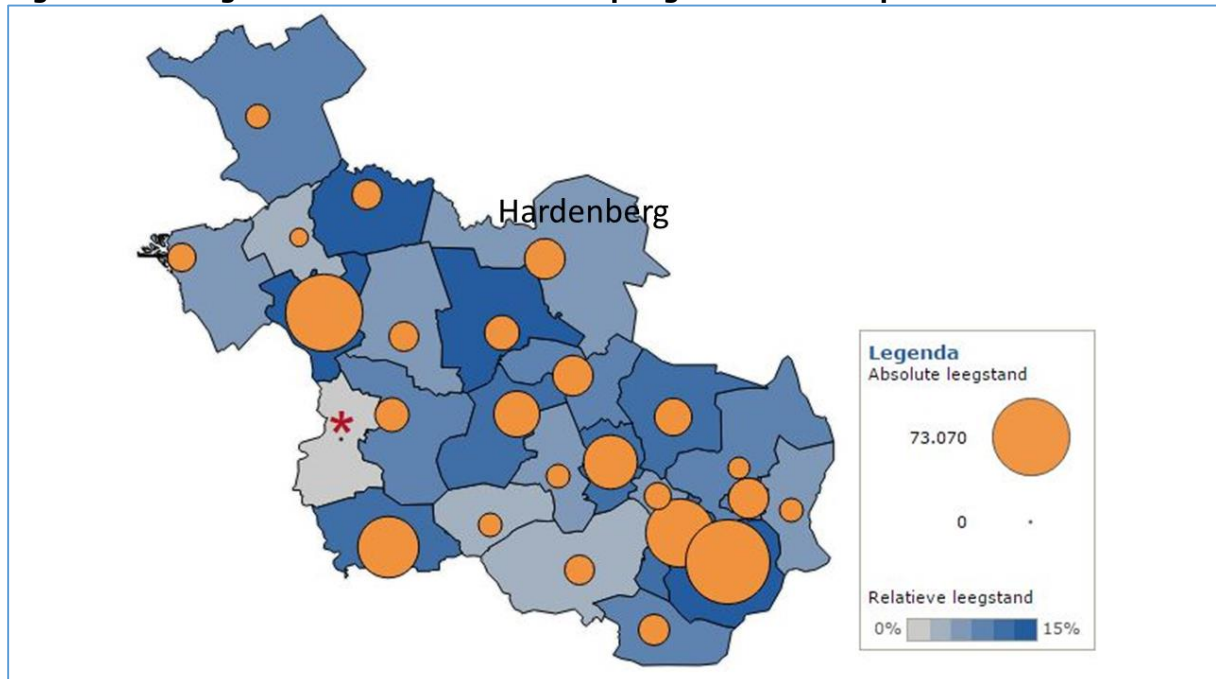 Hardenberg
*
Legenda
Absolute leegstand
73.070
0
Relatieve leegstand
0% 15%